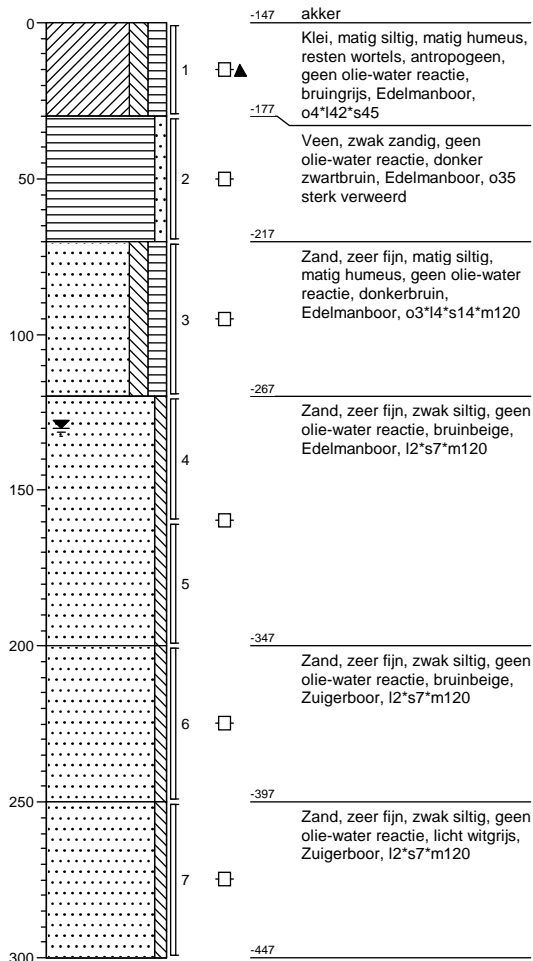 0
50
100
150
200
250
300
1
2
3
4
5
6
7
-147 akker
Klei, matig siltig, matig humeus,
resten wortels, antropogeen,
geen olie-water reactie,
bruingrijs, Edelmanboor,
o4*l42*s45
-177
Veen, zwak zandig, geen
olie-water reactie, donker
zwartbruin, Edelmanboor, o35
sterk verweerd
-217
Zand, zeer fijn, matig siltig,
matig humeus, geen olie-water
reactie, donkerbruin,
Edelmanboor, o3*l4*s14*m120
-267
Zand, zeer fijn, zwak siltig, geen
olie-water reactie, bruinbeige,
Edelmanboor, l2*s7*m120
-347
Zand, zeer fijn, zwak siltig, geen
olie-water reactie, bruinbeige,
Zuigerboor, l2*s7*m120
-397
Zand, zeer fijn, zwak siltig, geen
olie-water reactie, licht witgrijs,
Zuigerboor, l2*s7*m120
-447